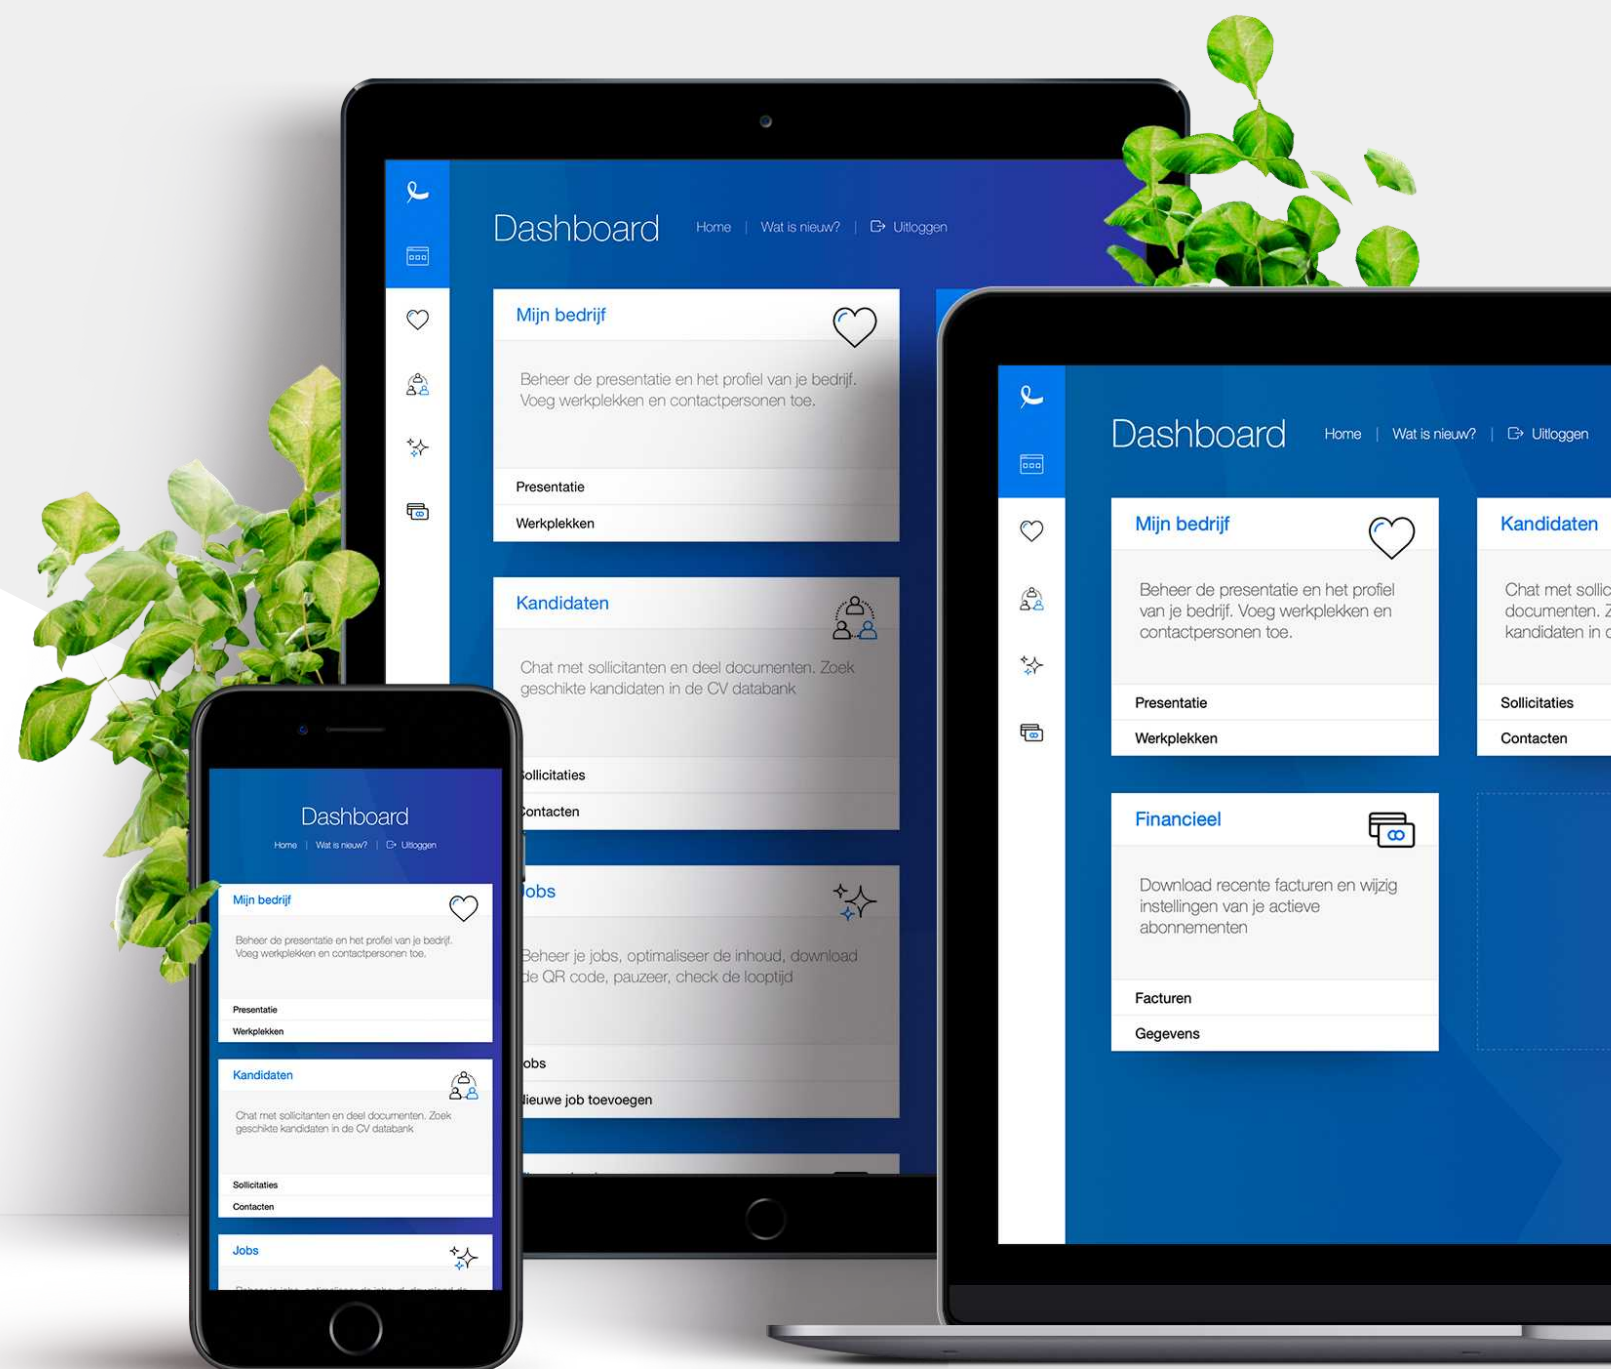 Dashboard
Home | Wat is nieuw? | Uitloggen
Mijn bedrijf
Beheer de presentatie en het profiel van je bedrijf.
Voeg werkplekken en contactpersonen toe.
Presentatie
Werkplekken
Kandidaten
Chat met sollicitanten en deel documenten. Zoek
geschikte kandidaten in de CV databank
Sollicitaties
Contacten
Jobs
Beheer je jobs, optimaliseer de inhoud, download
de QR code, pauzeer, check de looptijd
Jobs
Nieuwe job toevoegen
Dashboard
Home | Wat is nieuw? | Uitloggen
Mijn bedrijf
Beheer de presentatie en het profiel
van je bedrijf. Voeg werkplekken en
contactpersonen toe.
Presentatie
Werkplekken
Kandidaten
Chat met
documenten.
kandidaten in
Sollicitaties
Contacten
Financieel
Download recente facturen en wijzig
instellingen van je actieve
abonnementen
Facturen
Gegevens
Dashboard
Home | Wat is nieuw? | Uitloggen
Mijn bedrijf
Beheer de presentatie en het profiel van je bedrijf.
Voeg werkplekken en contactpersonen toe.
Presentatie
Werkplekken
Kandidaten
Chat met sollicitanten en deel documenten. Zoek
geschikte kandidaten in de CV databank
Sollicitaties
Contacten
Jobs